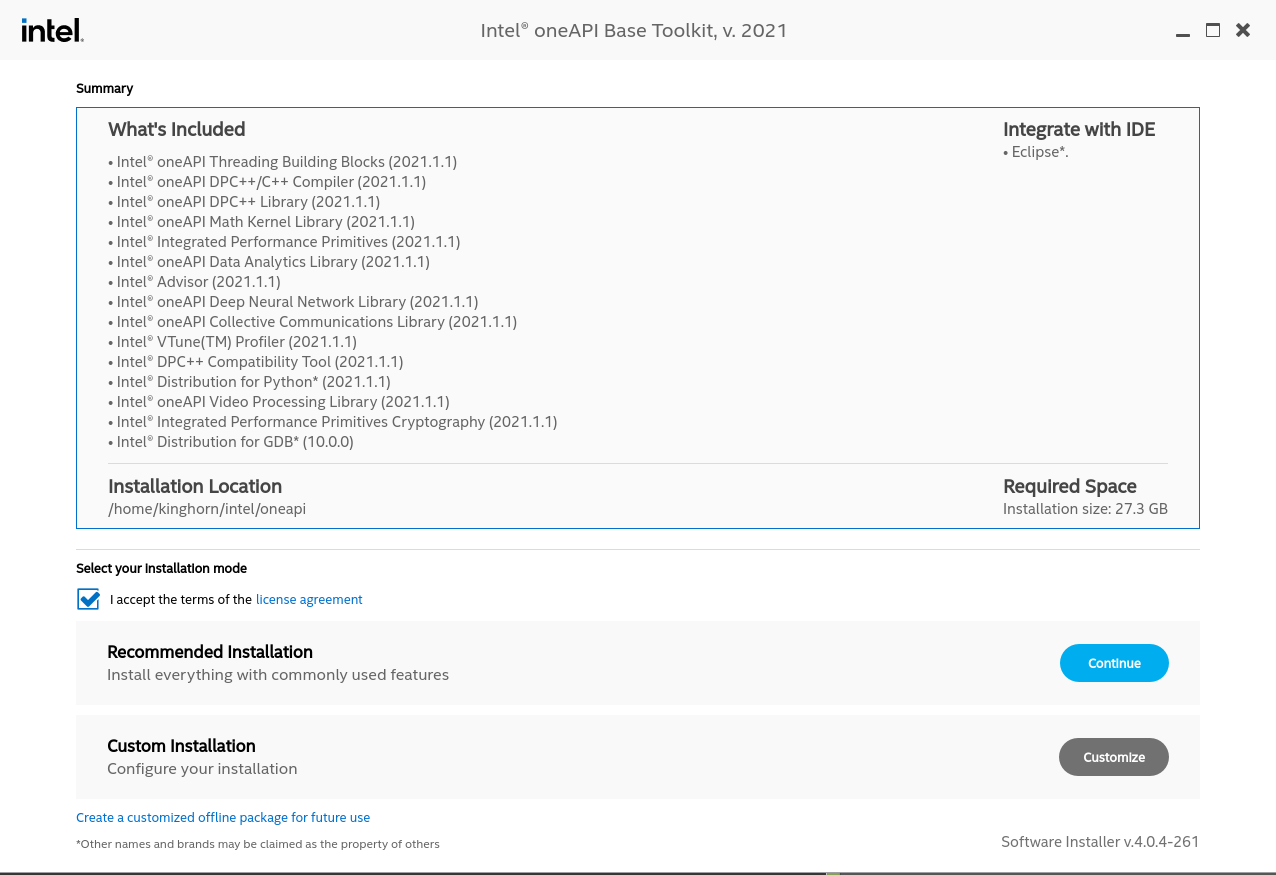 intel.
Intel® oneAPI Base Toolkit, v. 2021
Summary
What's Included
• Intel® oneAPI Threading Building Blocks (2021.1.1)
• Intel® oneAPI DPC++/C++ Compiler (2021.1.1)
• Intel® oneAPI DPC++ Library (2021.1.1)
• Intel® oneAPI Math Kernel Library (2021.1.1)
• Intel® Integrated Performance Primitives (2021.1.1)
• Intel® oneAPI Data Analytics Library (2021.1.1)
• Intel® Advisor (2021.1.1)
• Intel® oneAPI Deep Neural Network Library (2021.1.1)
• Intel® oneAPI Collective Communications Library (2021.1.1)
• Intel® VTune(TM) Profiler (2021.1.1)
• Intel® DPC++ Compatibility Tool (2021.1.1)
• Intel® Distribution for Python* (2021.1.1)
• Intel® oneAPI Video Processing Library (2021.1.1)
• Intel® Integrated Performance Primitives Cryptography (2021.1.1)
• Intel® Distribution for GDB* (10.0.0)
Integrate with IDE
• Eclipse*.
Installation Location
/home/kinghorn/intel/oneapi
Required Space
Installation size: 27.3 GB
Select your installation mode
I accept the terms of the license agreement
Recommended Installation
Install everything with commonly used features
Continue
Custom Installation
Configure your installation
Customize
Create a customized offline package for future use
*Other names and brands may be claimed as the property of others
Software Installer v.4.0.4-261